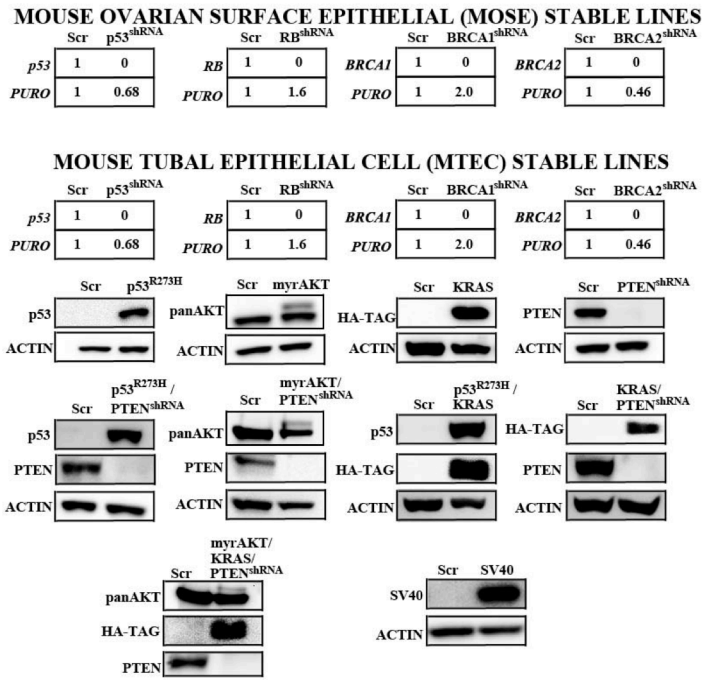 MOUSE OVARIAN SURFACE EPITHELIAL (MOSE) STABLE LINES
Scr p53shRNA Scr RBshRNA Scr BRCA1shRNA Scr BRCA2shRNA
p53 1 0 RB 1 0 BRCA1 1 0 BRCA2 1 0
PURO 1 0.68 PURO 1 1.6 PURO 1 2.0 PURO 1 0.46
MOUSE TUBAL EPITHELIAL CELL (MTEC) STABLE LINES
Scr p53shRNA Scr RBshRNA Scr BRCA1shRNA Scr BRCA2shRNA
p53 1 0 RB 1 0 BRCA1 1 0 BRCA2 1 0
PURO 1 0.68 PURO 1 1.6 PURO 1 2.0 PURO 1 0.46
Scr p53R273H Scr myrAKT Scr KRAS Scr PTENshRNA
p53 panAKT HA-TAG PTEN
ACTIN ACTIN ACTIN ACTIN
p53R273H / myrAKT/ p53R273H / KRAS/
Scr PTENshRNA Scr PTENshRNA Scr KRAS Scr PTENshRNA
p53 panAKT p53 HA-TAG
PTEN PTEN HA-TAG PTEN
ACTIN ACTIN ACTIN ACTIN
myrAKT/
KRAS/
Scr PTENshRNA Scr SV40
panAKT SV40
HA-TAG ACTIN
PTEN